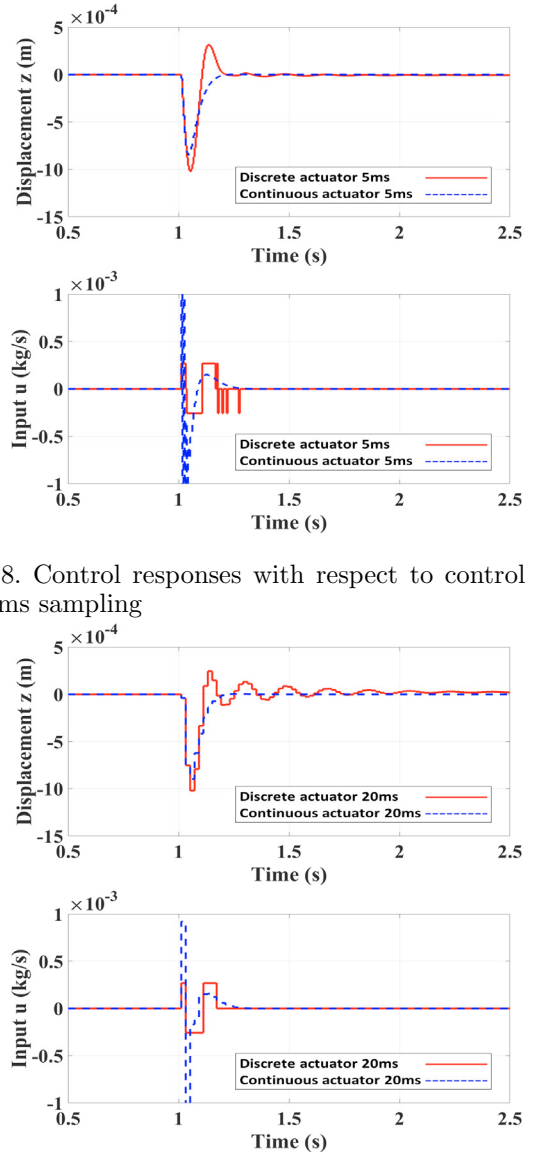 ×10⁻⁴
5
0
-5
-10
-15
Displacement z (m)
Discrete actuator 5ms
Continuous actuator 5ms
0.5 1 1.5 2 2.5
Time (s)
×10⁻³
1
0.5
0
-0.5
-1
Input u (kg/s)
Discrete actuator 5ms
Continuous actuator 5ms
0.5 1 1.5 2 2.5
Time (s)
8. Control responses with respect to control
ms sampling
×10⁻⁴
5
0
-5
-10
-15
Displacement z (m)
Discrete actuator 20ms
Continuous actuator 20ms
0.5 1 1.5 2 2.5
Time (s)
×10⁻³
1
0.5
0
-0.5
-1
Input u (kg/s)
Discrete actuator 20ms
Continuous actuator 20ms
0.5 1 1.5 2 2.5
Time (s)